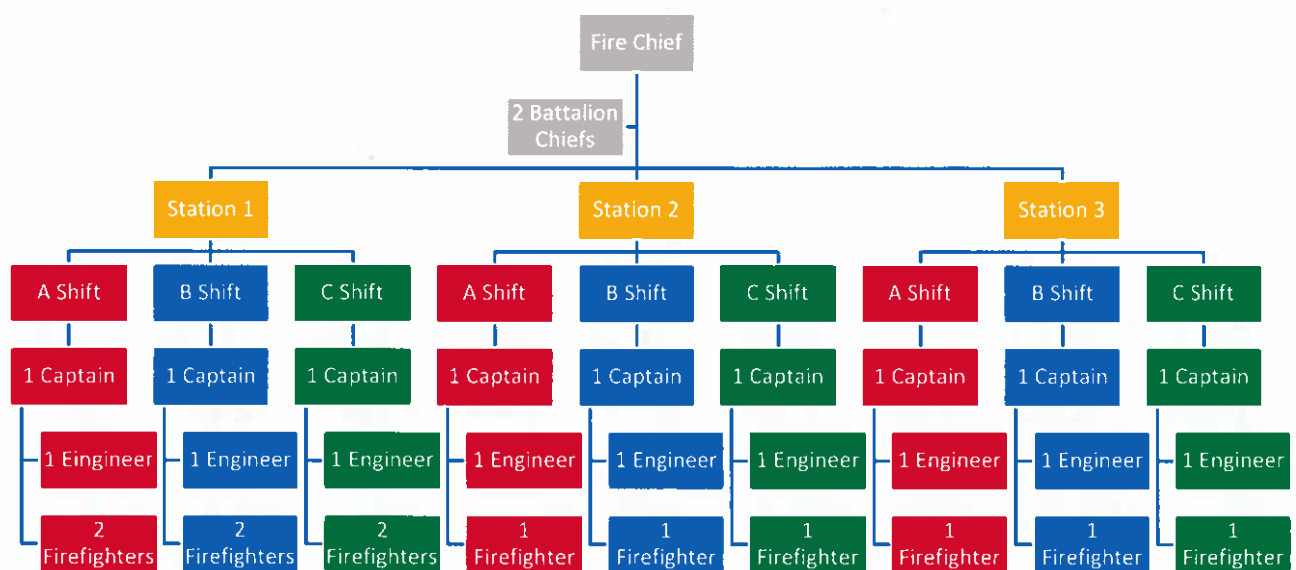 Fire Chief
2 Battalion
Chiefs
Station 1
Station 2
Station 3
A Shift
B Shift
C Shift
A Shift
B Shift
C Shift
A Shift
B Shift
C Shift
1 Captain
1 Captain
1 Captain
1 Captain
1 Captain
1 Captain
1 Captain
1 Captain
1 Captain
1 Eingineer
1 Engineer
1 Engineer
1 Engineer
1 Engineer
1 Engineer
1 Engineer
1 Engineer
1 Engineer
2
Firefighters
2
Firefighters
2
Firefighters
1
Firefighter
1
Firefighter
1
Firefighter
1
Firefighter
1
Firefighter
1
Firefighter